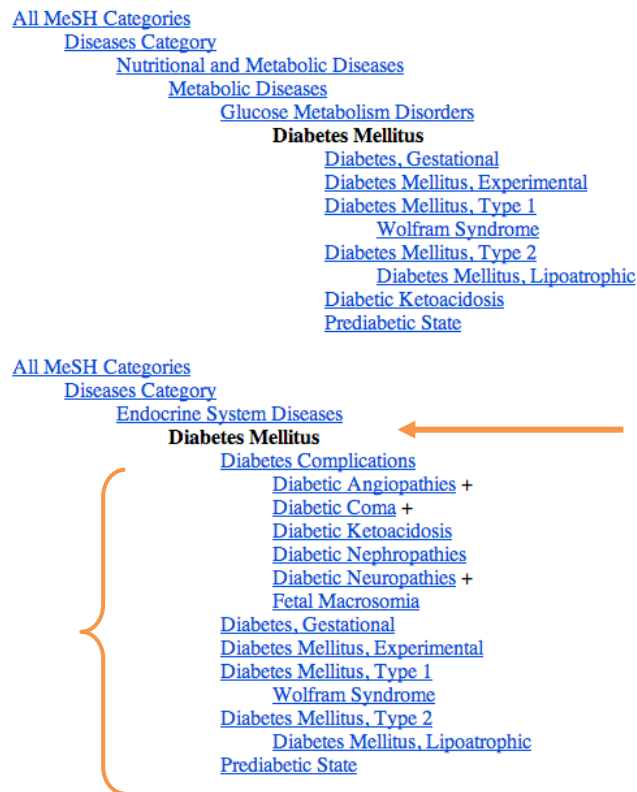 All MeSH Categories
Diseases Category
Nutritional and Metabolic Diseases
Metabolic Diseases
Glucose Metabolism Disorders
Diabetes Mellitus
Diabetes, Gestational
Diabetes Mellitus, Experimental
Diabetes Mellitus, Type 1
Wolfram Syndrome
Diabetes Mellitus, Type 2
Diabetes Mellitus, Lipoatrophic
Diabetic Ketoacidosis
Prediabetic State
All MeSH Categories
Diseases Category
Endocrine System Diseases
Diabetes Mellitus
Diabetes Complications
Diabetic Angiopathies +
Diabetic Coma +
Diabetic Ketoacidosis
Diabetic Nephropathies
Diabetic Neuropathies +
Fetal Macrosomia
Diabetes, Gestational
Diabetes Mellitus, Experimental
Diabetes Mellitus, Type 1
Wolfram Syndrome
Diabetes Mellitus, Type 2
Diabetes Mellitus, Lipoatrophic
Prediabetic State